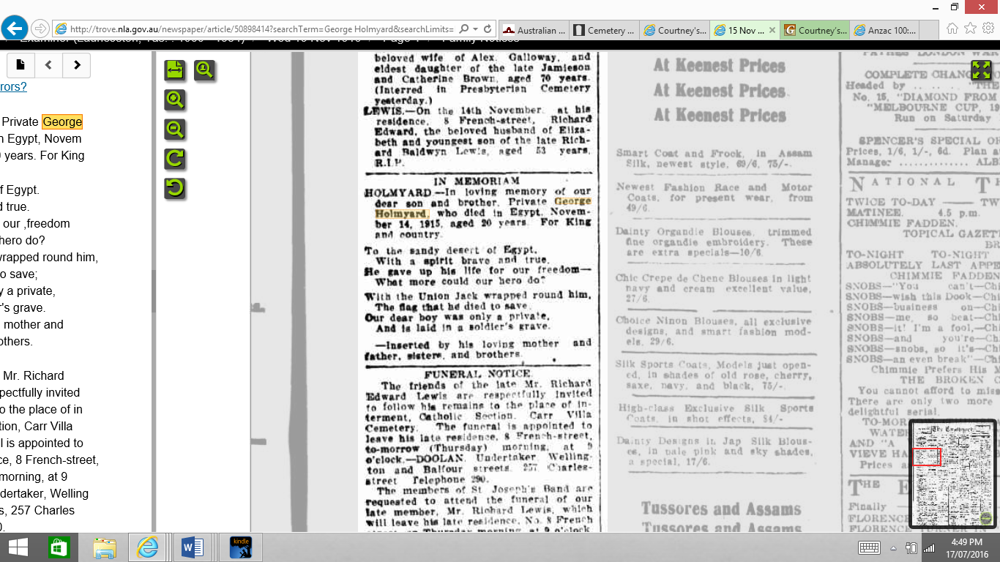 http://trove.nla.gov.au/newspaper/article/50898414?searchTerm=George Holmyard&searchLimits=
Australian ...
Cemetery ...
Courtney's...
15 Nov ...
Courtney's...
Anzac 100:...
rors?
Private George
n Egypt, Novem
years. For King
f Egypt.
d true.
our ,freedom
hero do?
wrapped round him,
o save;
y a private,
r's grave.
mother and
others.
Mr. Richard
pectfully invited
o the place of in
tion, Carr Villa
l is appointed to
ce, 8 French-street,
morning, at 9
dertaker, Welling
s, 257 Charles
0.
beloved wife of Alex. Galloway, and
eldest daughter of the late Jamieson
and Catherine Brown, aged 70 years.
(Interred in Presbyterian Cemetery
yesterday.)
LEWIS.—On the 14th November, at his
residence, 8 French-street, Richard
Edward, the beloved husband of Eliza-
beth and youngest son of the late Rich-
ard Baldwyn Lewis, aged 53 years.
R.I.P.
IN MEMORIAM
HOLMYARD—In loving memory of our
dear son and brother, Private George
Holmyard, who died in Egypt, Novem-
ber 14, 1915, aged 20 years. For King
and country.
To the sandy desert of Egypt,
With a spirit brave and true,
He gave up his life for our freedom—
What more could our hero do?
With the Union Jack wrapped round him,
The flag that he died to save,
Our dear boy was only a private,
And is laid in a soldier's grave.
—Inserted by his loving mother and
father, sisters, and brothers.
FUNERAL NOTICE.
The friends of the late Mr. Richard
Edward Lewis are respectfully invited
to follow his remains to the place of in-
terment, Catholic Section, Carr Villa
Cemetery. The funeral is appointed to
leave his late residence, 8 French-street,
to-morrow (Thursday) morning, at 9
o'clock.—DOOLAN, Undertaker, Welling-
ton and Balfour streets. 257 Charles-
street Telephone 290.
The members of St Joseph's Band are
requested to attend the funeral of our
late member, Mr. Richard Lewis, which
will leave his late residence, No. 8 French
At Keenest Prices
At Keenest Prices
At Keenest Prices
Smart Coat and Frock, in Assam
Silk, newest style, 69/6, 75/-.
Newest Fashion Race and Motor
Coats, for present wear, from
49/6.
Dainty Organdie Blouses, trimmed
fine organdie embroidery. These
are extra specials—10/6.
Chic Crepe de Chene Blouses in light
navy and cream excellent value,
27/6.
Choice Ninon Blouses, all exclusive
designs, and smart fashion mod-
els, 29/6.
Silk Sports Coats, Models just open-
ed, in shades of old rose, cherry,
saxe, navy, and black, 75/-.
High-class Exclusive Silk Sports
Coats, in shot effects, 84/-
Dainty Designs in Jap Silk Blous-
es, in pale pink and sky shades,
a special, 17/6.
Tussores and Assams
Tussores and Assams
COMPLETE CHANG
Headed by "THE
No. 15, "DIAMOND FROM
"MELBOURNE CUP, 19
Run on Saturday
SPENCER'S SPECIAL OR
Prices, 1/6, 1/-, 6d. Plan a
Manager ALB
NATIONAL T
TWICE TO-DAY — TW
MATINEE. 4.5 p.m.
CHIMMIE FADDEN.
TOPICAL GAZET
BR
TO-NIGHT TO-NIGHT
ABSOLUTELY LAST APPE
CHIMMIE FADDEN
SNOBS—"You can't—Chi
SNOBS—wish this Dook—Chi
SNOBS—business on—Chi
SNOBS—me, so beat—Chi
SNOBS—it! I'm a fool,—Chi
SNOBS—and you're—Chi
SNOBS—snobs, so it's—Chi
SNOBS—an even break"—Chi
Chimmie Prefers His M
THE BROKEN C
You cannot afford to miss
There are only two more
delightful serial.
TO-MOR
WATE
AND "A
VIEVE HA
Prices a
THE E
Finally
FLORENCE
kindle
4:49 PM
17/07/2016